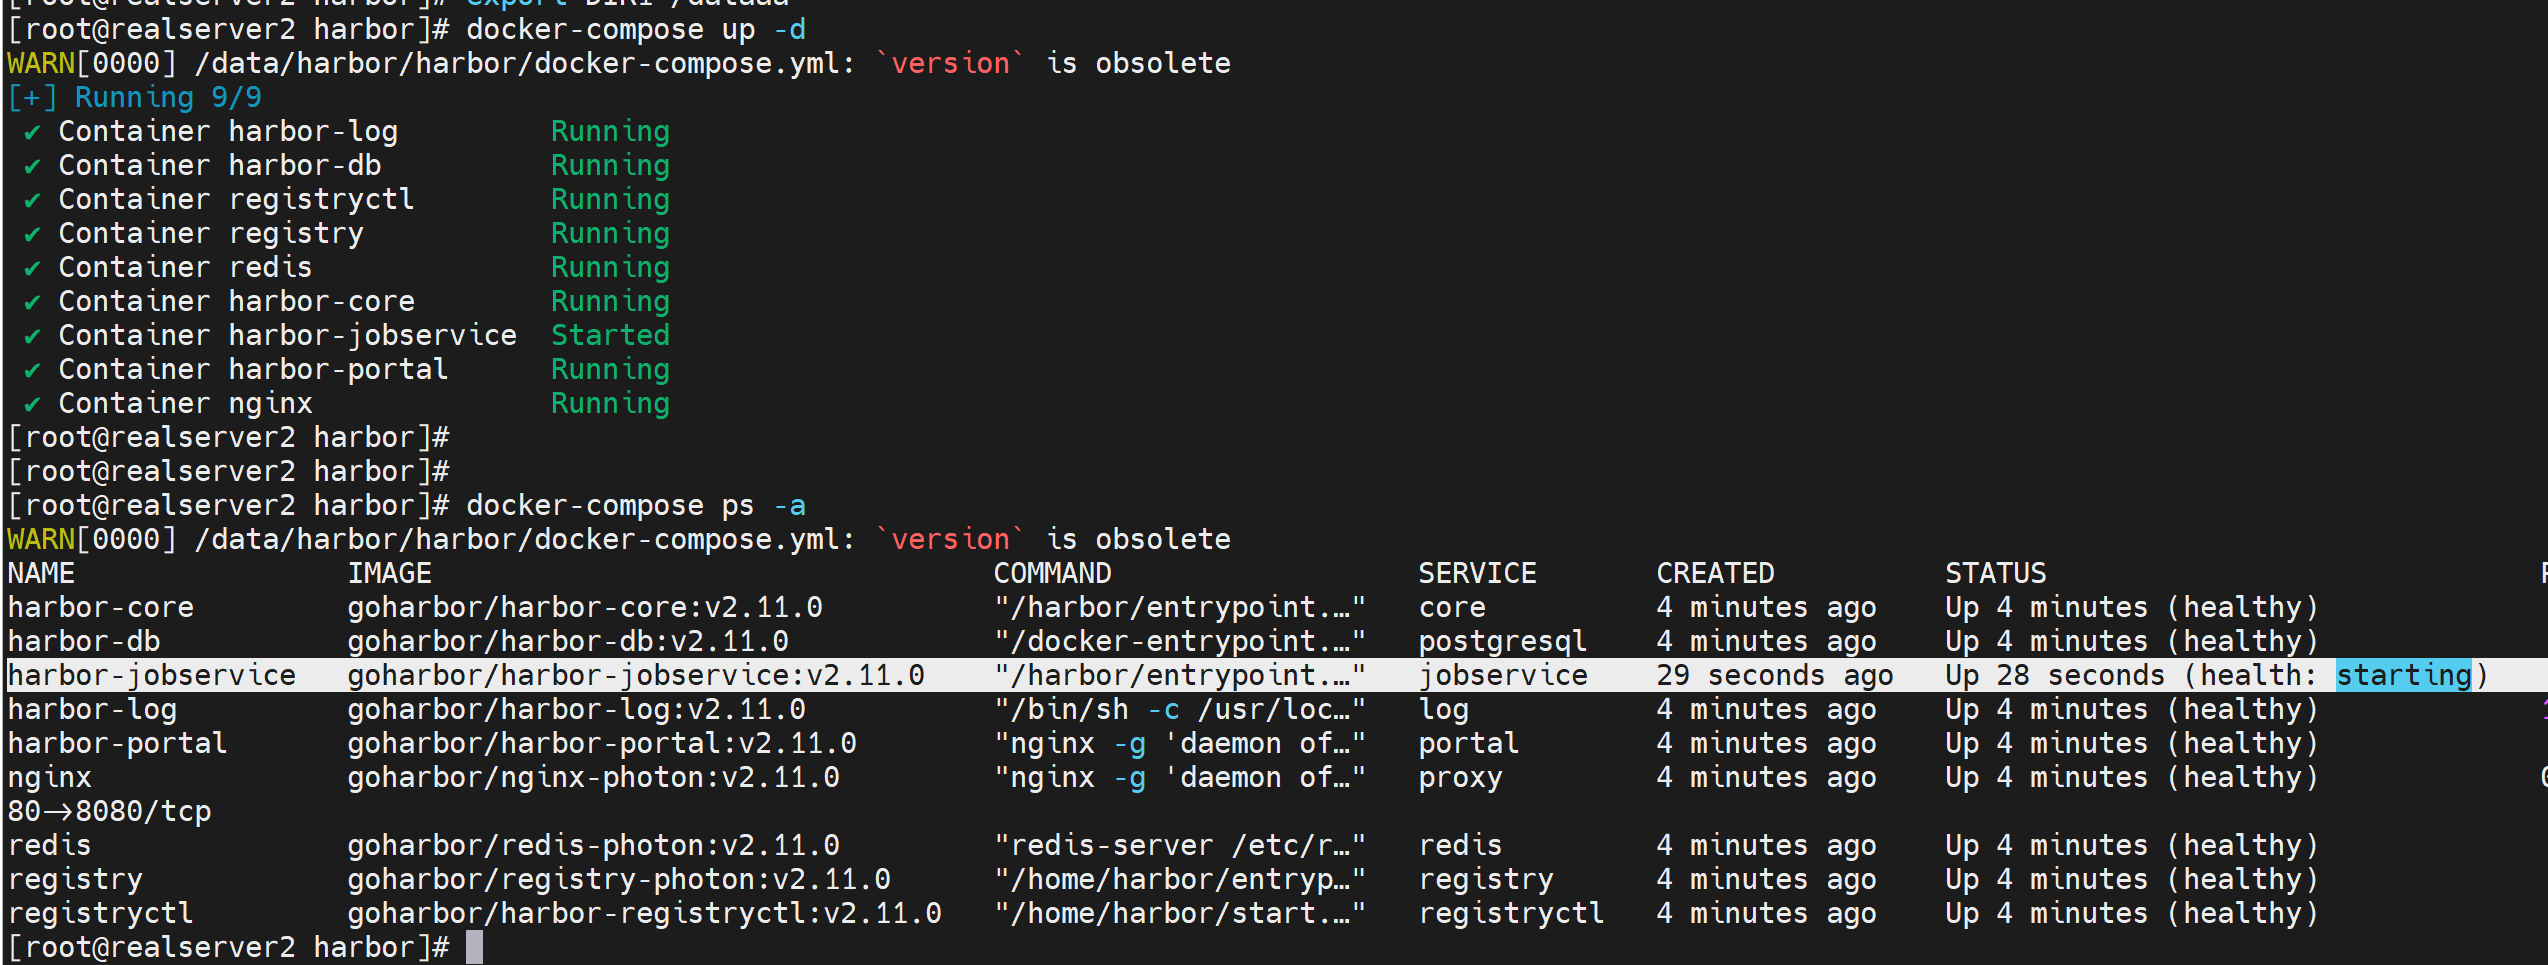 [root@realserver2 harbor]# export
[root@realserver2 harbor]# docker-compose up -d
WARN[0000] /data/harbor/harbor/docker-compose.yml: `version` is obsolete
[+] Running 9/9
✔ Container harbor-log Running
✔ Container harbor-db Running
✔ Container registryctl Running
✔ Container registry Running
✔ Container redis Running
✔ Container harbor-core Running
✔ Container harbor-jobservice Started
✔ Container harbor-portal Running
✔ Container nginx Running
[root@realserver2 harbor]#
[root@realserver2 harbor]#
[root@realserver2 harbor]# docker-compose ps -a
WARN[0000] /data/harbor/harbor/docker-compose.yml: `version` is obsolete
NAME IMAGE COMMAND SERVICE CREATED STATUS
harbor-core goharbor/harbor-core:v2.11.0 "/harbor/entrypoint.…" core 4 minutes ago Up 4 minutes (healthy)
harbor-db goharbor/harbor-db:v2.11.0 "/docker-entrypoint.…" postgresql 4 minutes ago Up 4 minutes (healthy)
harbor-jobservice goharbor/harbor-jobservice:v2.11.0 "/harbor/entrypoint.…" jobservice 29 seconds ago Up 28 seconds (health: starting)
harbor-log goharbor/harbor-log:v2.11.0 "/bin/sh -c /usr/loc…" log 4 minutes ago Up 4 minutes (healthy)
harbor-portal goharbor/harbor-portal:v2.11.0 "nginx -g 'daemon of…" portal 4 minutes ago Up 4 minutes (healthy)
nginx goharbor/nginx-photon:v2.11.0 "nginx -g 'daemon of…" proxy 4 minutes ago Up 4 minutes (healthy)
80->8080/tcp
redis goharbor/redis-photon:v2.11.0 "redis-server /etc/r…" redis 4 minutes ago Up 4 minutes (healthy)
registry goharbor/registry-photon:v2.11.0 "/home/harbor/entryp…" registry 4 minutes ago Up 4 minutes (healthy)
registryctl goharbor/harbor-registryctl:v2.11.0 "/home/harbor/start.…" registryctl 4 minutes ago Up 4 minutes (healthy)
[root@realserver2 harbor]#